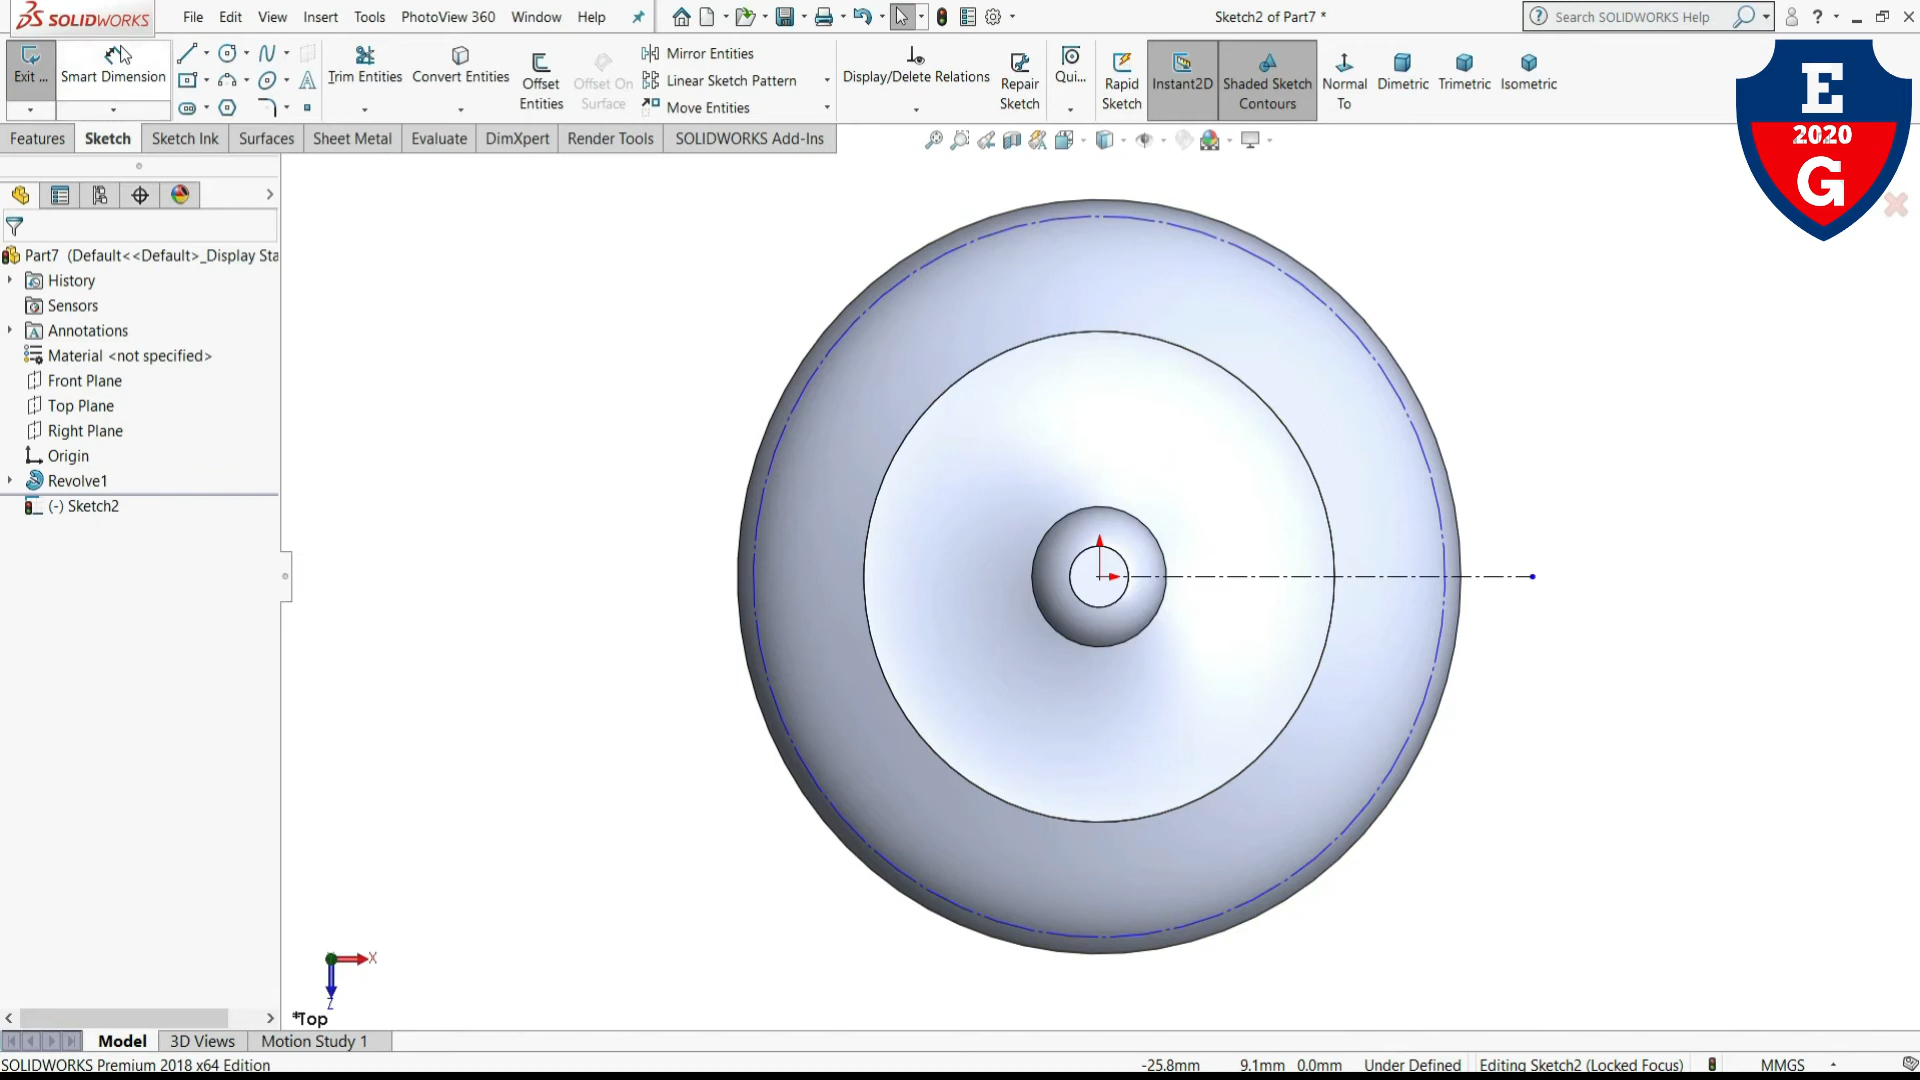 SOLIDWORKS File Edit View Insert Tools PhotoView 360 Window Help Sketch2 of Part7 * Search SOLIDWORKS Help
Exit ... Smart Dimension Trim Entities Convert Entities Offset Entities Offset On Surface Mirror Entities
Linear Sketch Pattern
Move Entities
Display/Delete Relations Repair Sketch Qui... Rapid Sketch Instant2D Shaded Sketch Contours Normal To Dimetric Trimetric Isometric
Features Sketch Sketch Ink Surfaces Sheet Metal Evaluate DimXpert Render Tools SOLIDWORKS Add-Ins
E
2020
G
Part7 (Default<<Default>_Display Sta
History
Sensors
Annotations
Material <not specified>
Front Plane
Top Plane
Right Plane
Origin
Revolve1
(-) Sketch2
X
Z
*Top
Model 3D Views Motion Study 1
SOLIDWORKS Premium 2018 x64 Edition -25.8mm 9.1mm 0.0mm Under Defined Editing Sketch2 (Locked Focus) MMGS